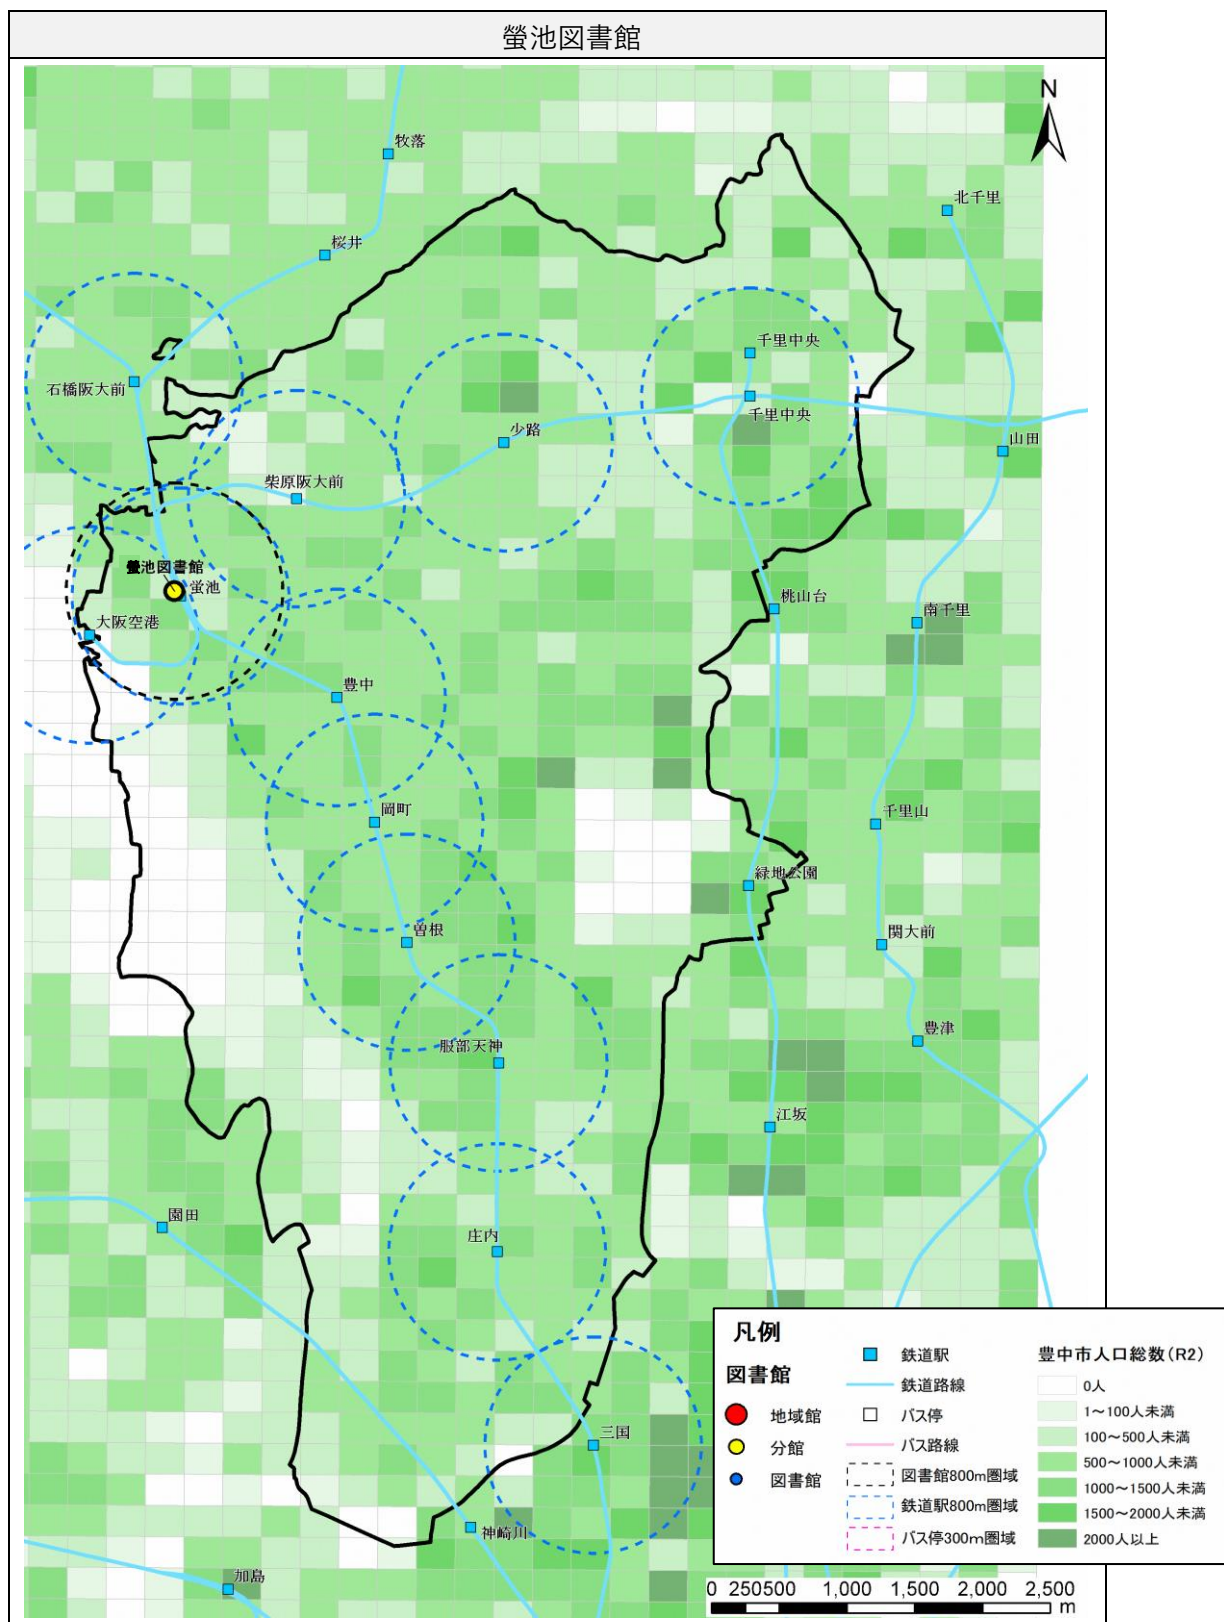 螢池図書館
N
牧落
北千里
桜井
千里中央
石橋阪大前
千里中央
少路
山田
柴原阪大前
螢池図書館
蛍池
桃山台
大阪空港
南千里
豊中
岡町
千里山
緑地公園
曽根
関大前
豊津
服部天神
江坂
園田
庄内
三国
神崎川
加島
凡例
図書館
地域館
分館
図書館
鉄道駅
鉄道路線
バス停
バス路線
図書館800m圏域
鉄道駅800m圏域
バス停300m圏域
豊中市人口総数(R2)
0人
1～100人未満
100～500人未満
500～1000人未満
1000～1500人未満
1500～2000人未満
2000人以上
0 250500 1,000 1,500 2,000 2,500
m